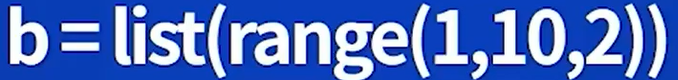 b = list(range(1,10,2))